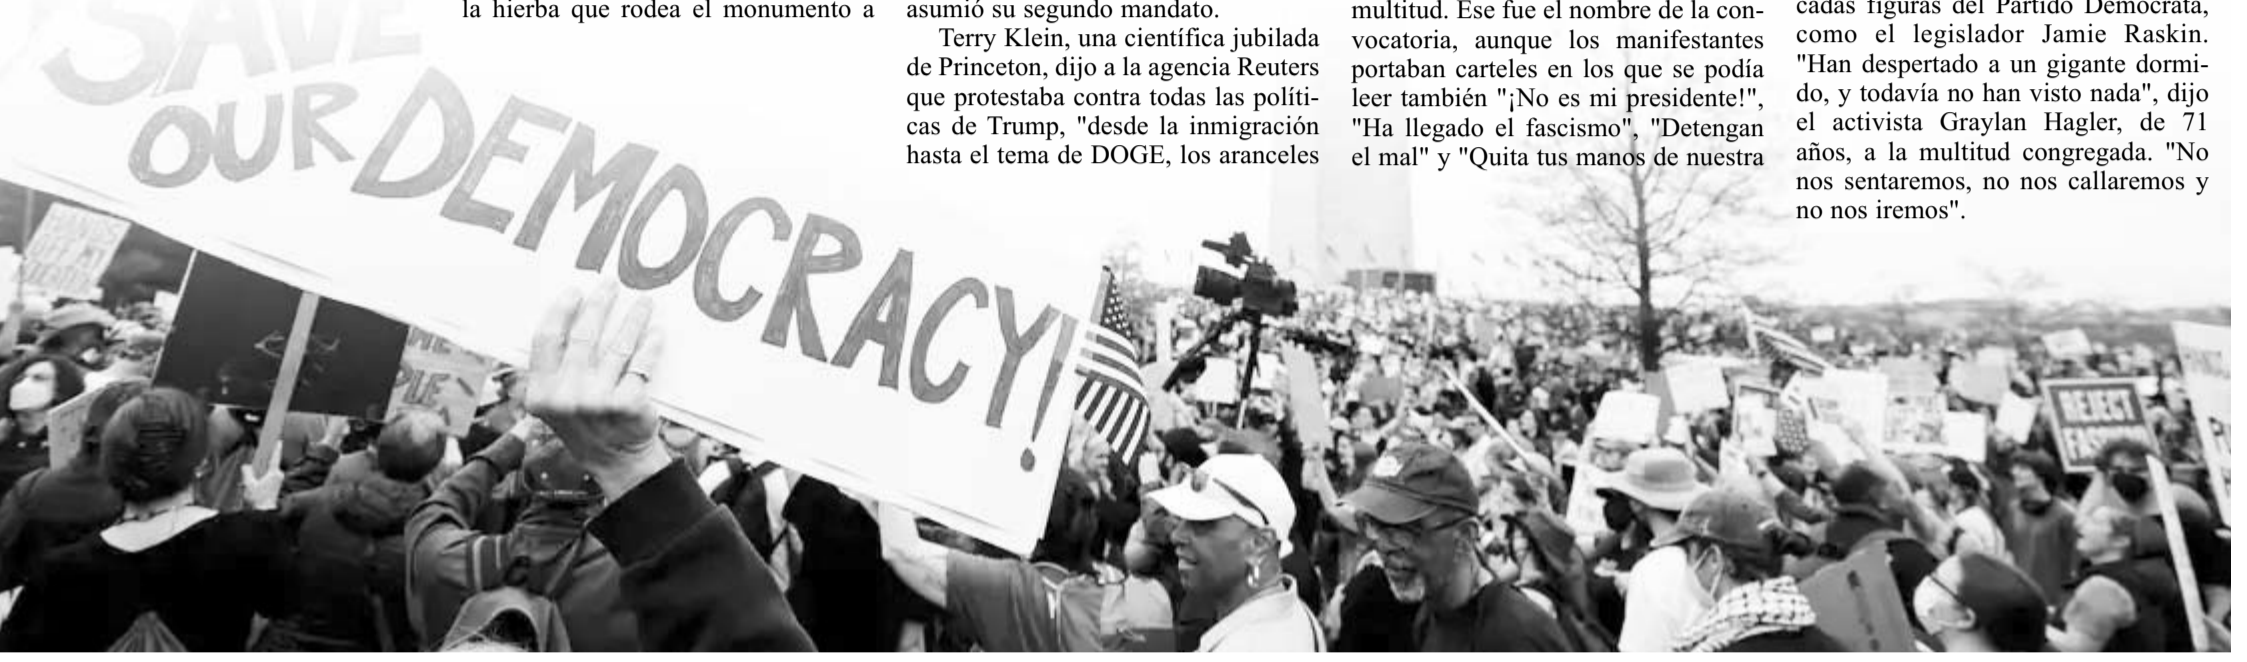 la hierba que rodea el monumento a
asumió su segundo mandato.
Terry Klein, una científica jubilada
de Princeton, dijo a la agencia Reuters
que protestaba contra todas las políti-
cas de Trump, "desde la inmigración
hasta el tema de DOGE, los aranceles
multitud. Ese fue el nombre de la con-
vocatoria, aunque los manifestantes
portaban carteles en los que se podía
leer también "¡No es mi presidente!",
"Ha llegado el fascismo", "Detengan
el mal" y "Quita tus manos de nuestra
cadas figuras del Partido Demócrata,
como el legislador Jamie Raskin.
"Han despertado a un gigante dormi-
do, y todavía no han visto nada", dijo
el activista Graylan Hagler, de 71
años, a la multitud congregada. "No
nos sentaremos, no nos callaremos y
no nos iremos".
SAVE
OUR DEMOCRACY!
REJECT